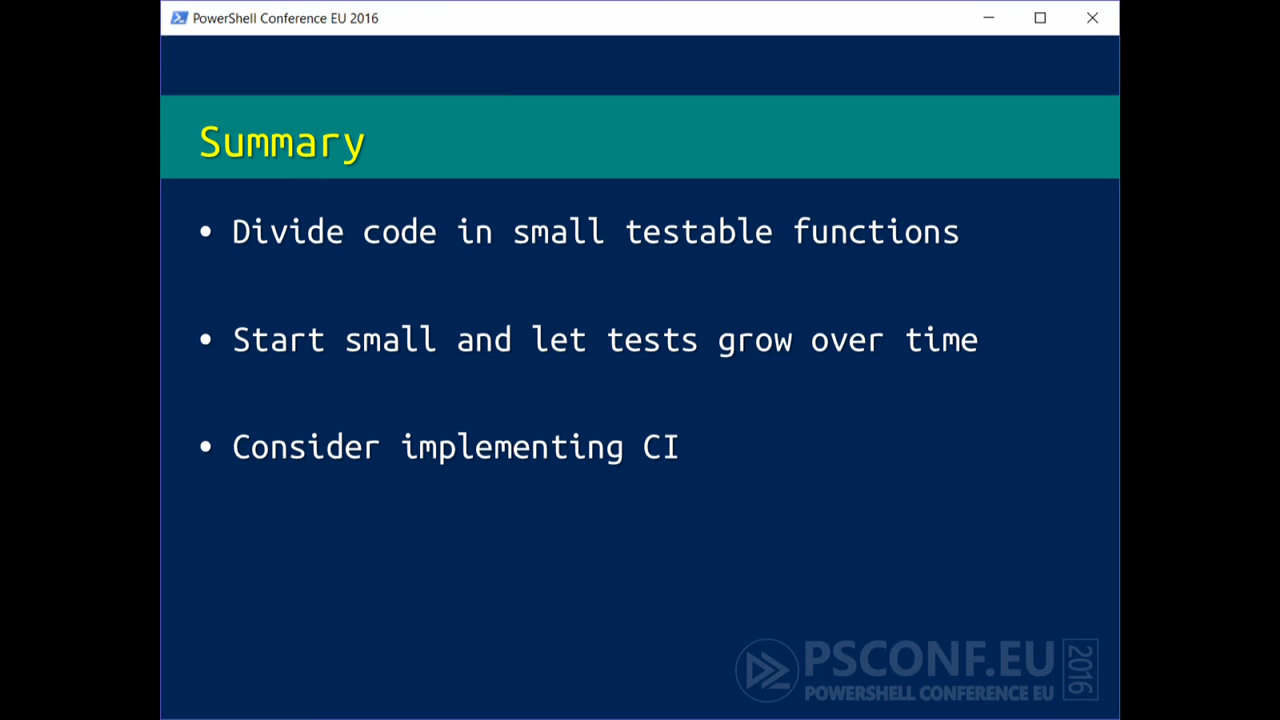 PowerShell Conference EU 2016
Summary
• Divide code in small testable functions
• Start small and let tests grow over time
• Consider implementing CI
PSCONF.EU
POWERSHELL CONFERENCE EU
2016